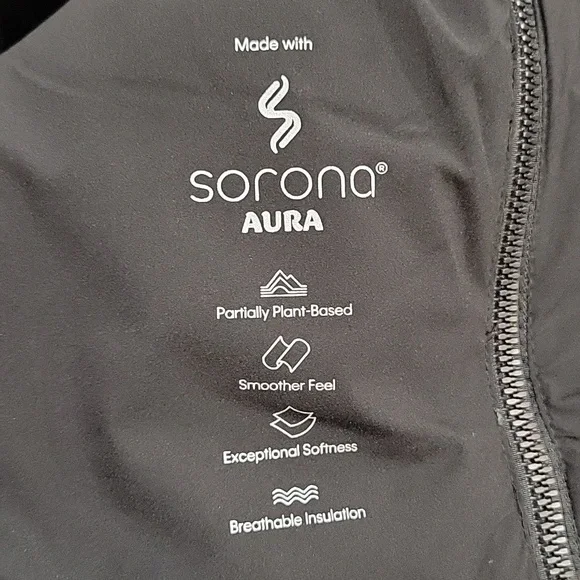 Made with
sorona®
AURA
Partially Plant-Based
Smoother Feel
Exceptional Softness
Breathable Insulation